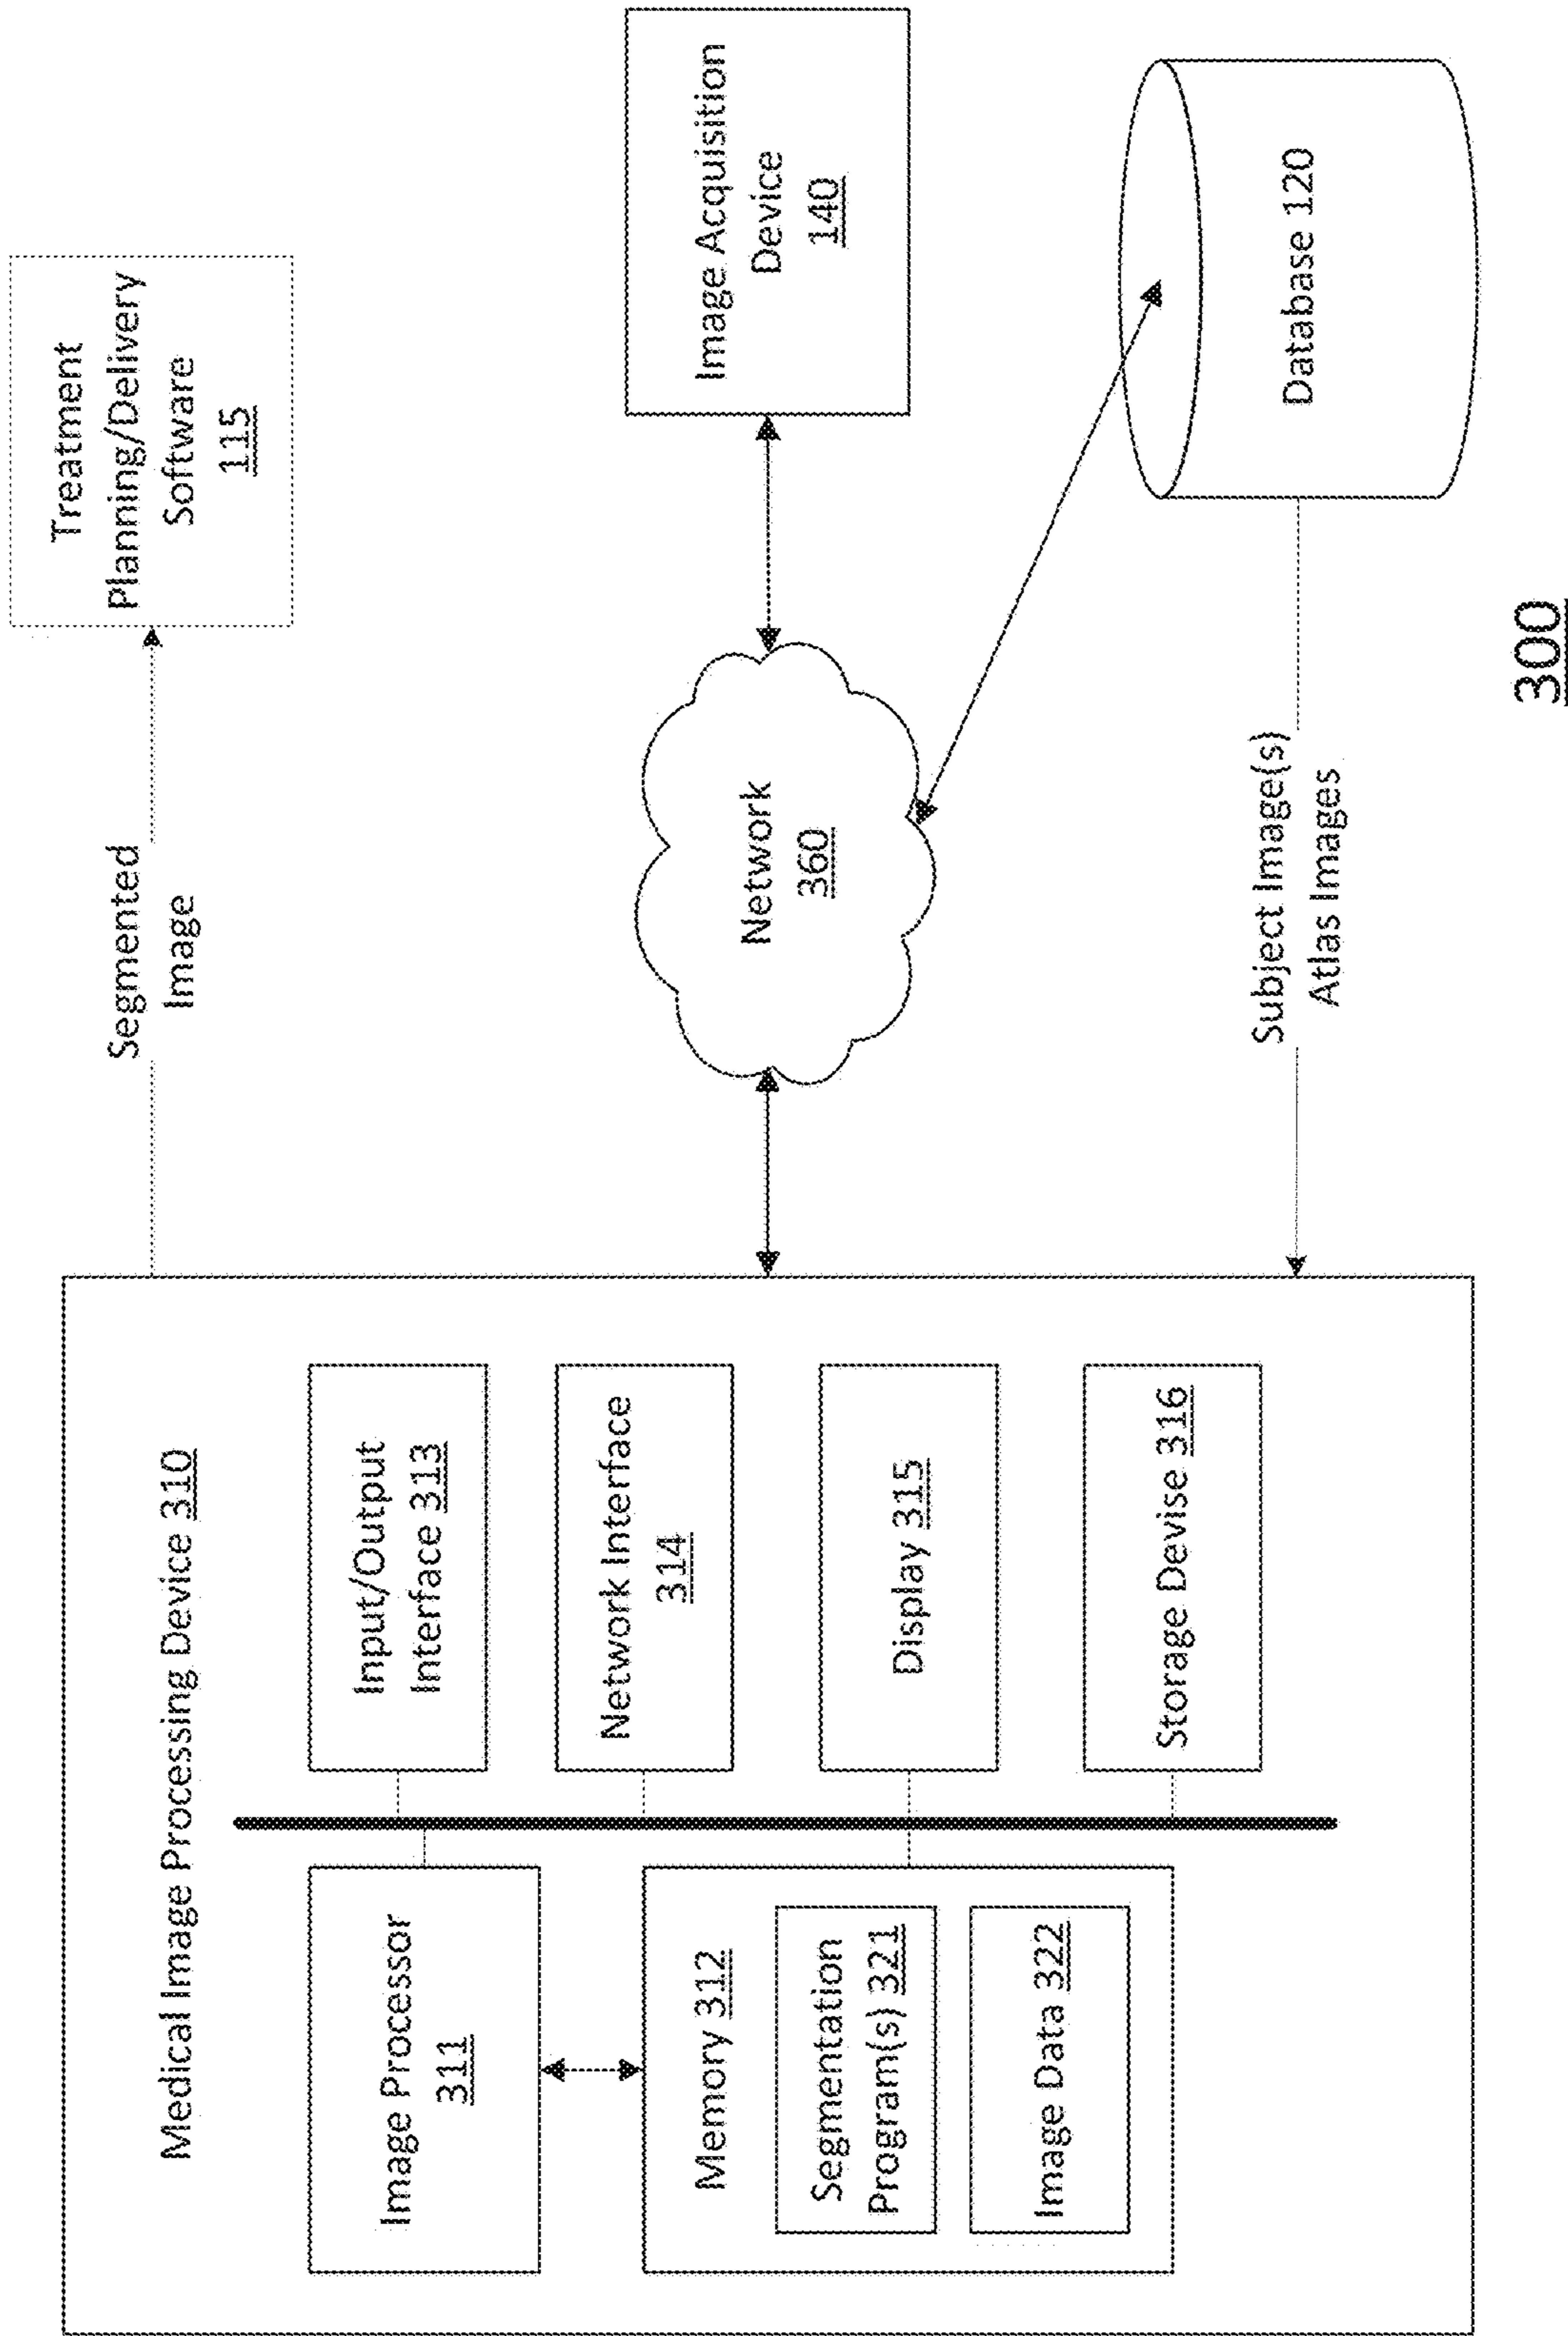 Medical Image Processing Device 310
Image Processor
311
Memory 312
Segmentation
Program(s) 321
Image Data 322
Input/Output
Interface 313
Network Interface
314
Display 315
Storage Devise 316
Segmented
Image
Treatment
Planning/Delivery
Software
115
Network
360
Image Acquisition
Device
140
Subject Image(s)
Atlas Images
Database 120
300